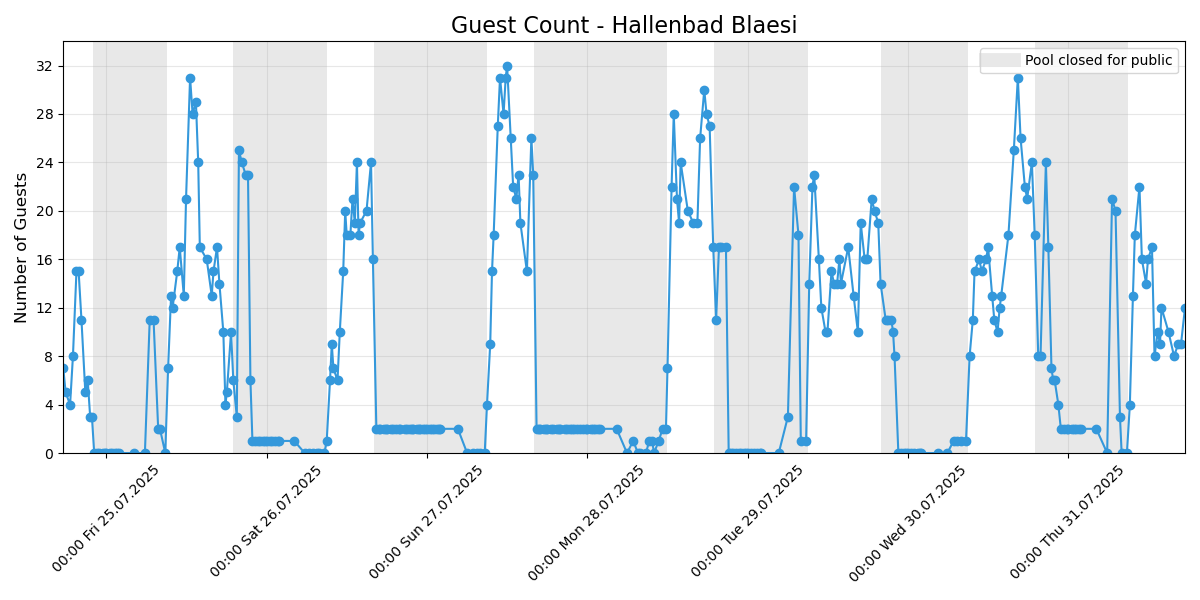 Guest Count - Hallenbad Blaesi
Pool closed for public
Number of Guests
32
28
24
20
16
12
8
4
0
00:00 Fri 25.07.2025
00:00 Sat 26.07.2025
00:00 Sun 27.07.2025
00:00 Mon 28.07.2025
00:00 Tue 29.07.2025
00:00 Wed 30.07.2025
00:00 Thu 31.07.2025